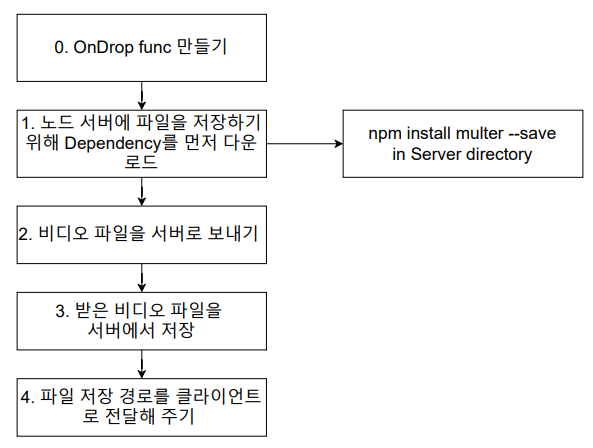 0. OnDrop func 만들기
1. 노드 서버에 파일을 저장하기
위해 Dependency를 먼저 다운
로드
npm install multer --save
in Server directory
2. 비디오 파일을 서버로 보내기
3. 받은 비디오 파일을
서버에서 저장
4. 파일 저장 경로를 클라이언트
로 전달해 주기